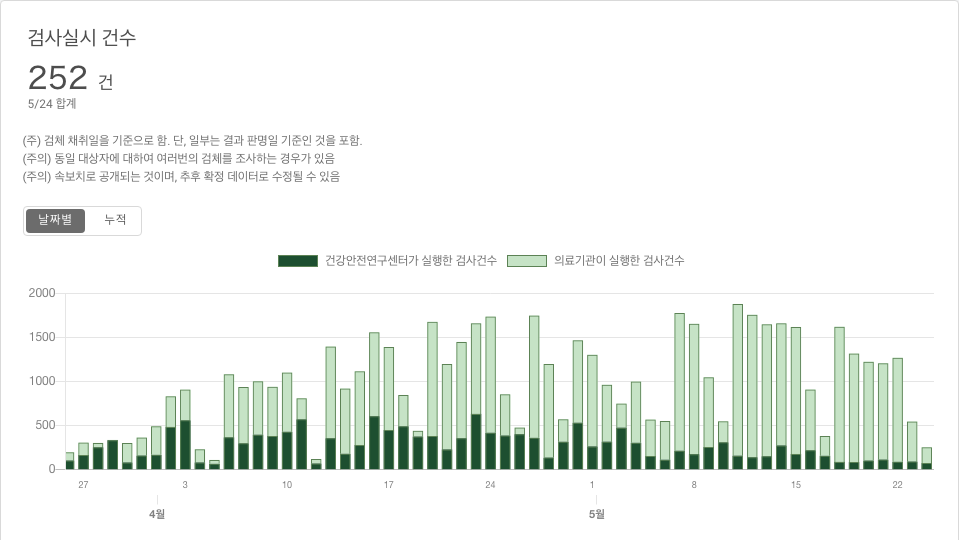 검사실시 건수
252 건
5/24 합계
(주) 검체 채취일을 기준으로 함. 단, 일부는 결과 판명일 기준인 것을 포함.
(주의) 동일 대상자에 대하여 여러번의 검체를 조사하는 경우가 있음
(주의) 속보치로 공개되는 것이며, 추후 확정 데이터로 수정될 수 있음
날짜별 누적
건강안전연구센터가 실행한 검사건수 의료기관이 실행한 검사건수
2000
1500
1000
500
0
27 3 10 17 24 1 8 15 22
4월 5월